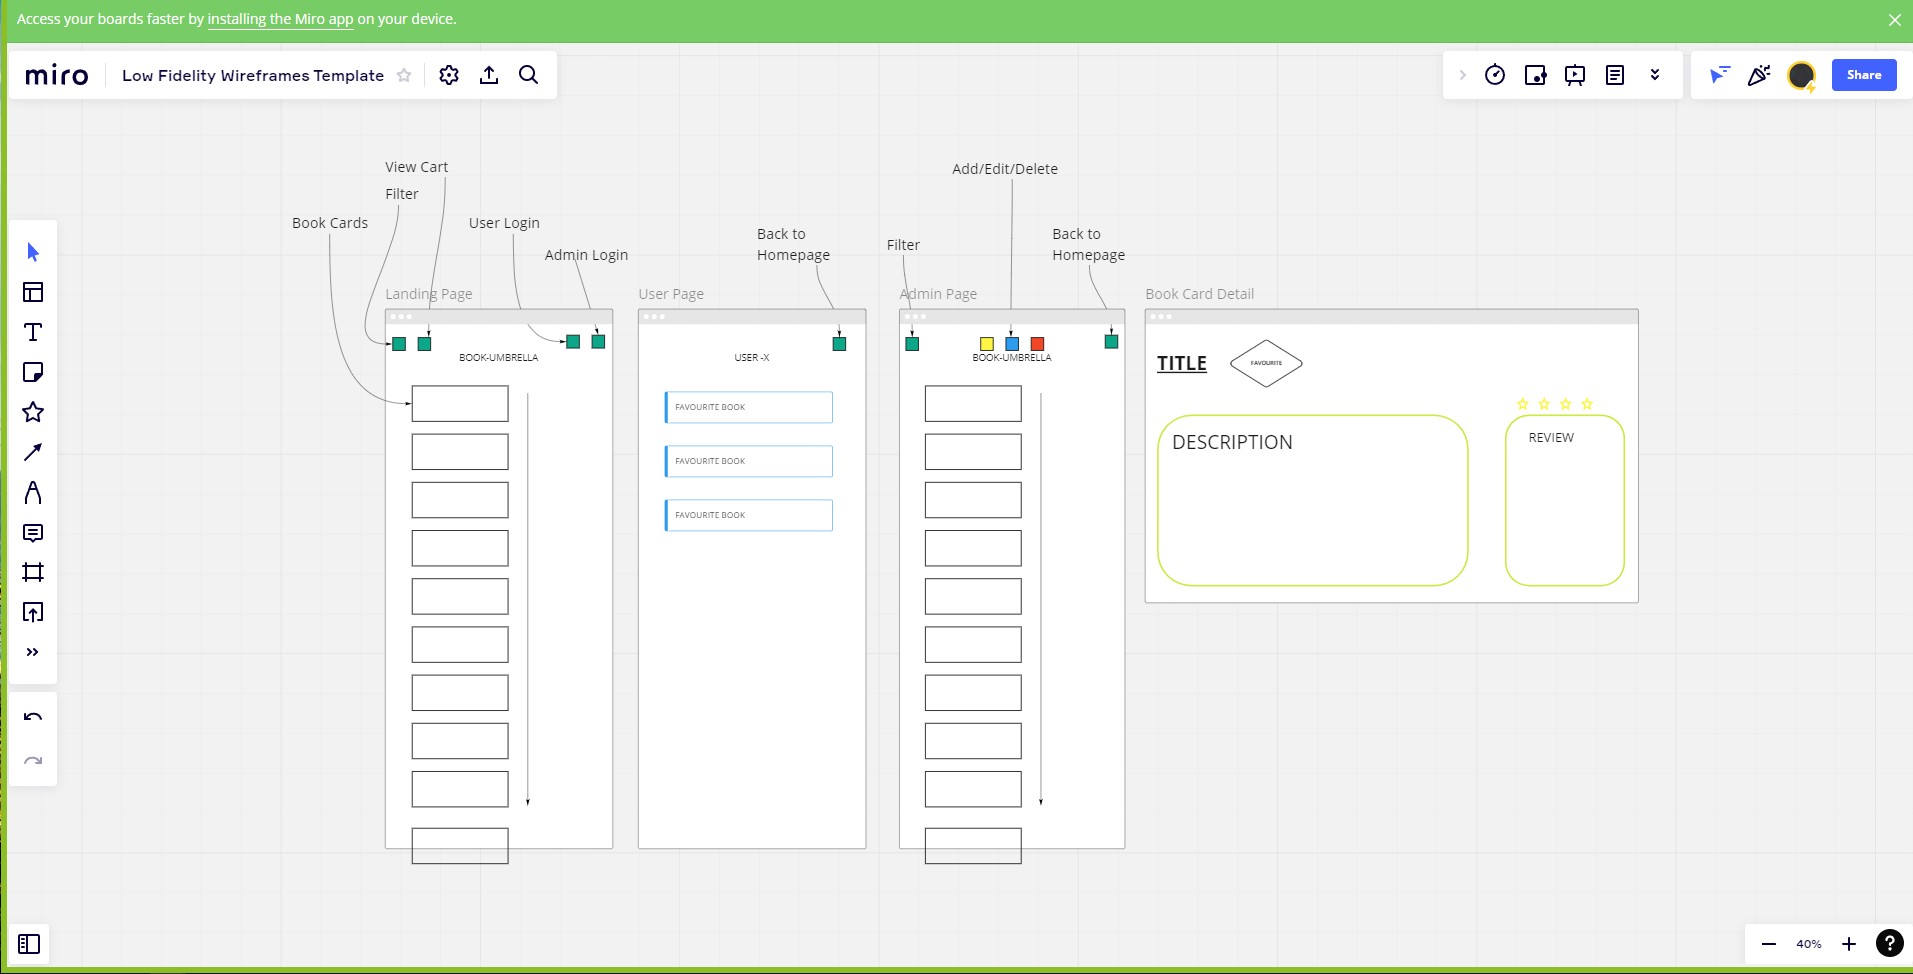 Access your boards faster by installing the Miro app on your device.
miro
Low Fidelity Wireframes Template
Share
View Cart
Filter
Book Cards
User Login
Admin Login
Back to
Homepage
Filter
Add/Edit/Delete
Back to
Homepage
Landing Page
User Page
Admin Page
Book Card Detail
BOOK-UMBRELLA
USER -X
BOOK-UMBRELLA
TITLE
FAVOURITE
FAVOURITE BOOK
FAVOURITE BOOK
FAVOURITE BOOK
DESCRIPTION
REVIEW
40%
?